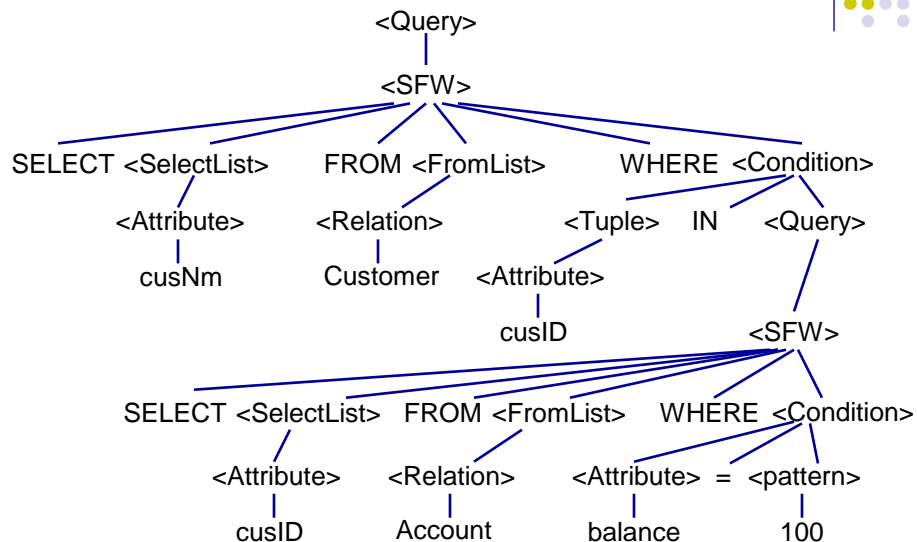 <Query>
<SFW>
SELECT <SelectList> FROM <FromList> WHERE <Condition>
<Attribute> <Relation> <Tuple> IN <Query>
cusNm Customer <Attribute>
cusID
<SFW>
SELECT <SelectList> FROM <FromList> WHERE <Condition>
<Attribute> <Relation> <Attribute> = <pattern>
cusID Account balance 100